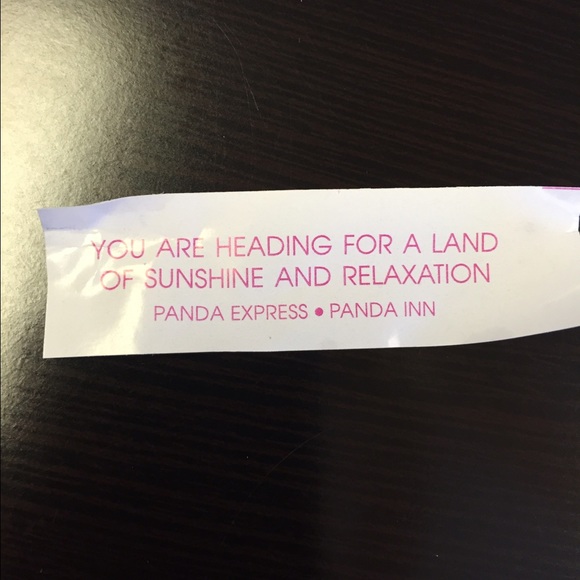 YOU ARE HEADING FOR A LAND
OF SUNSHINE AND RELAXATION
PANDA EXPRESS • PANDA INN